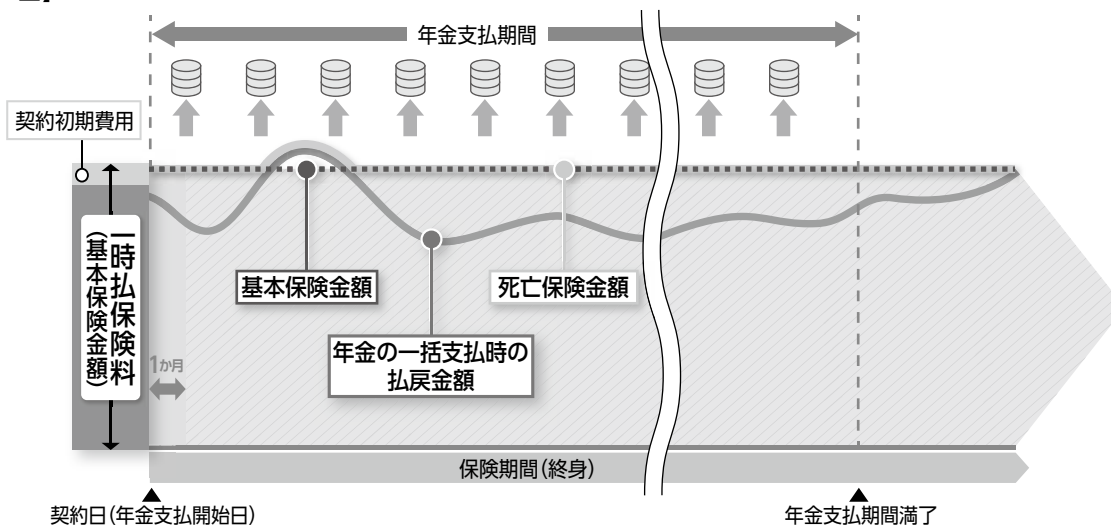 年金支払期間
契約初期費用
一時払保険料
（基本保険金額）
基本保険金額
死亡保険金額
年金の一括支払時の
払戻金額
1か月
保険期間（終身）
契約日（年金支払開始日）
年金支払期間満了